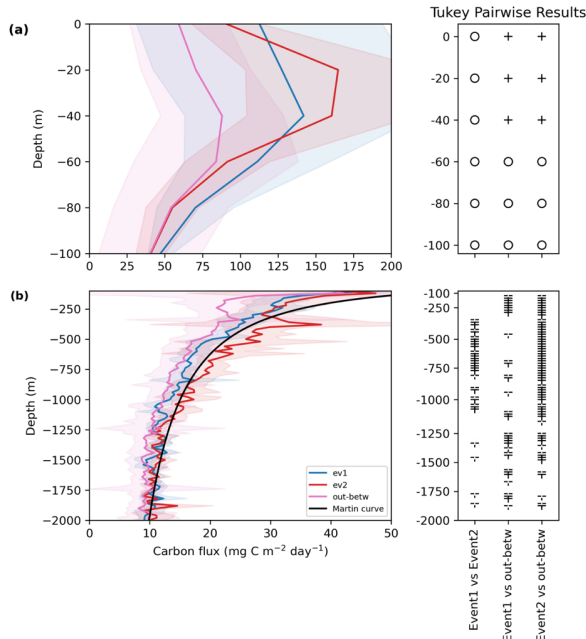 Tukey Pairwise Results
(a)
0
−20
−40
−60
−80
−100
Depth (m)
0 25 50 75 100 125 150 175 200
0
−20
−40
−60
−80
−100
(b)
−250
−500
−750
−1000
−1250
−1500
−1750
−2000
Depth (m)
ev1
ev2
out-betw
Martin curve
0 10 20 30 40 50
Carbon flux (mg C m⁻² day⁻¹)
−100
−250
−500
−750
−1000
−1250
−1500
−1750
−2000
Event1 vs Event2
Event1 vs out-betw
Event2 vs out-betw